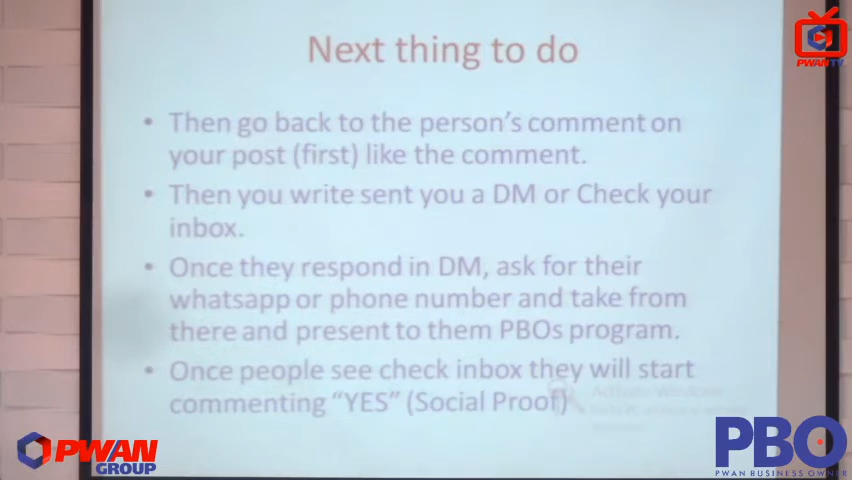 Next thing to do
PWANTV
• Then go back to the person's comment on
your post (first) like the comment.
• Then you write sent you a DM or Check your
inbox.
• Once they respond in DM, ask for their
whatsapp or phone number and take from
there and present to them PBOs program.
• Once people see check inbox they will start
commenting "YES" (Social Proof)
Activate Windows
PWAN
GROUP
PBO
PWAN BUSINESS OWNER